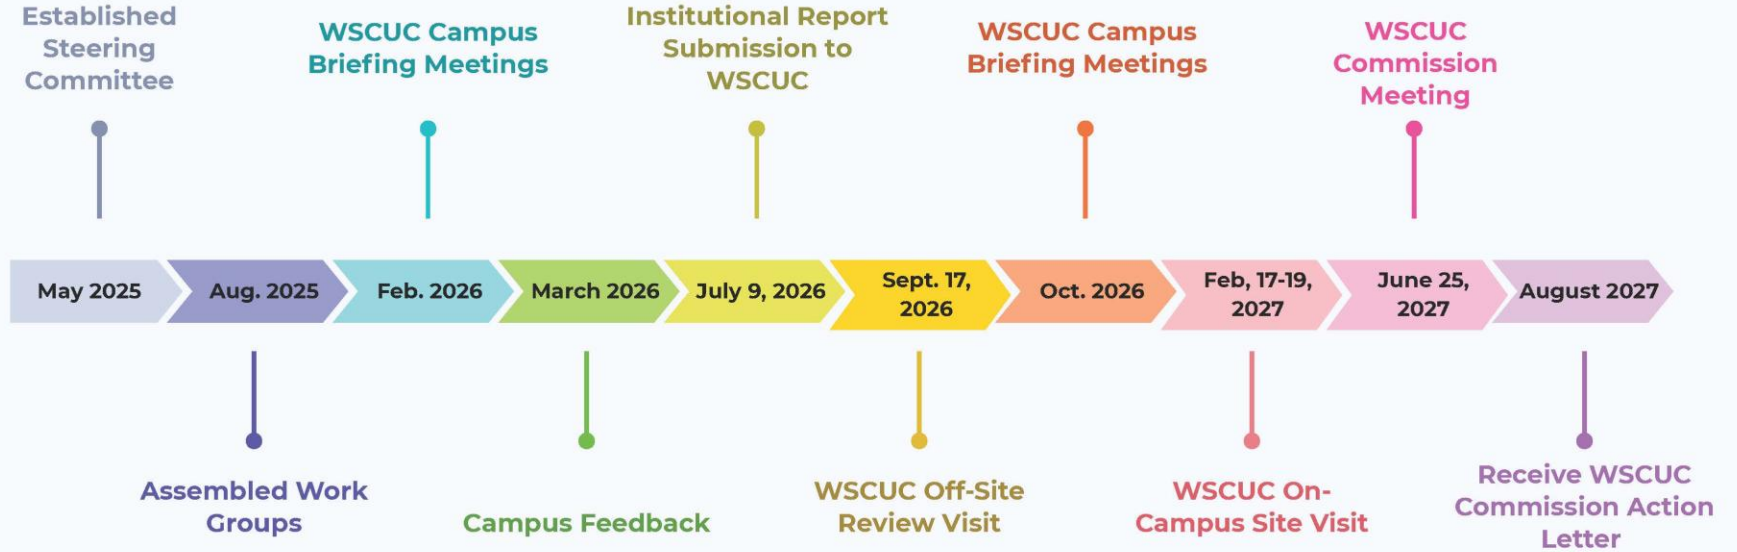 Established
Steering
Committee
WSCUC Campus
Briefing Meetings
Institutional Report
Submission to
WSCUC
WSCUC Campus
Briefing Meetings
WSCUC
Commission
Meeting
May 2025
Aug. 2025
Feb. 2026
March 2026
July 9, 2026
Sept. 17,
2026
Oct. 2026
Feb, 17-19,
2027
June 25,
2027
August 2027
Assembled Work
Groups
Campus Feedback
WSCUC Off-Site
Review Visit
WSCUC On-
Campus Site Visit
Receive WSCUC
Commission Action
Letter